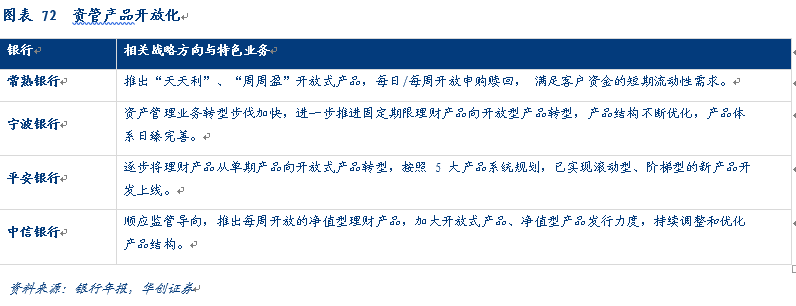 图表 72 资管产品开放化
银行 相关战略方向与特色业务
常熟银行 推出“天天利”、“周周盈”开放式产品，每日/每周开放申购赎回， 满足客户资金的短期流动性需求。
宁波银行 资产管理业务转型步伐加快，进一步推进固定期限理财产品向开放型产品转型，产品结构不断优化，产品体
系日臻完善。
平安银行 逐步将理财产品从单期产品向开放式产品转型，按照 5 大产品系统规划，已实现滚动型、阶梯型的新产品开
发上线。
中信银行 顺应监管导向，推出每周开放的净值型理财产品，加大开放式产品、净值型产品发行力度，持续调整和优化
产品结构。
资料来源：银行年报，华创证券